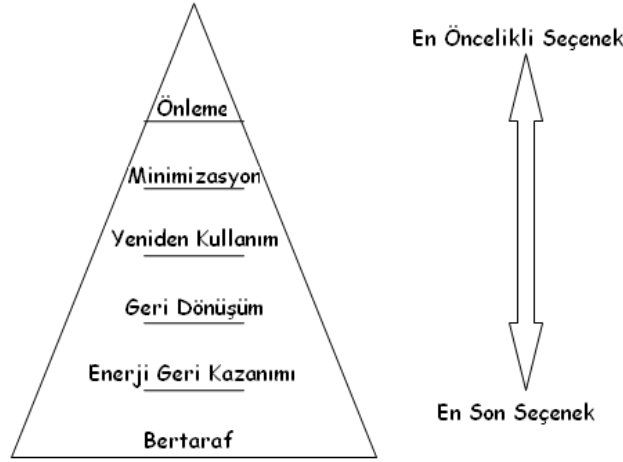 En Öncelikli Seçenek
Önleme
Minimizasyon
Yeniden Kullanım
Geri Dönüşüm
Enerji Geri Kazanımı
En Son Seçenek
Bertaraf